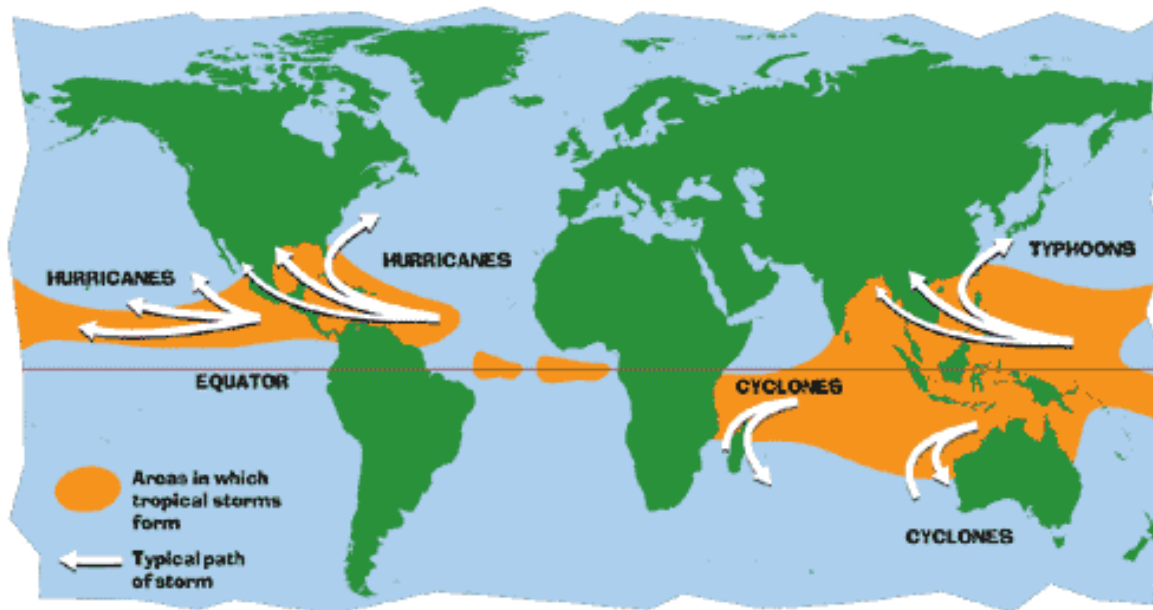 HURRICANES
HURRICANES
TYPHOONS
EQUATOR
CYCLONES
CYCLONES
Areas in which
tropical storms
form
Typical path
of storm